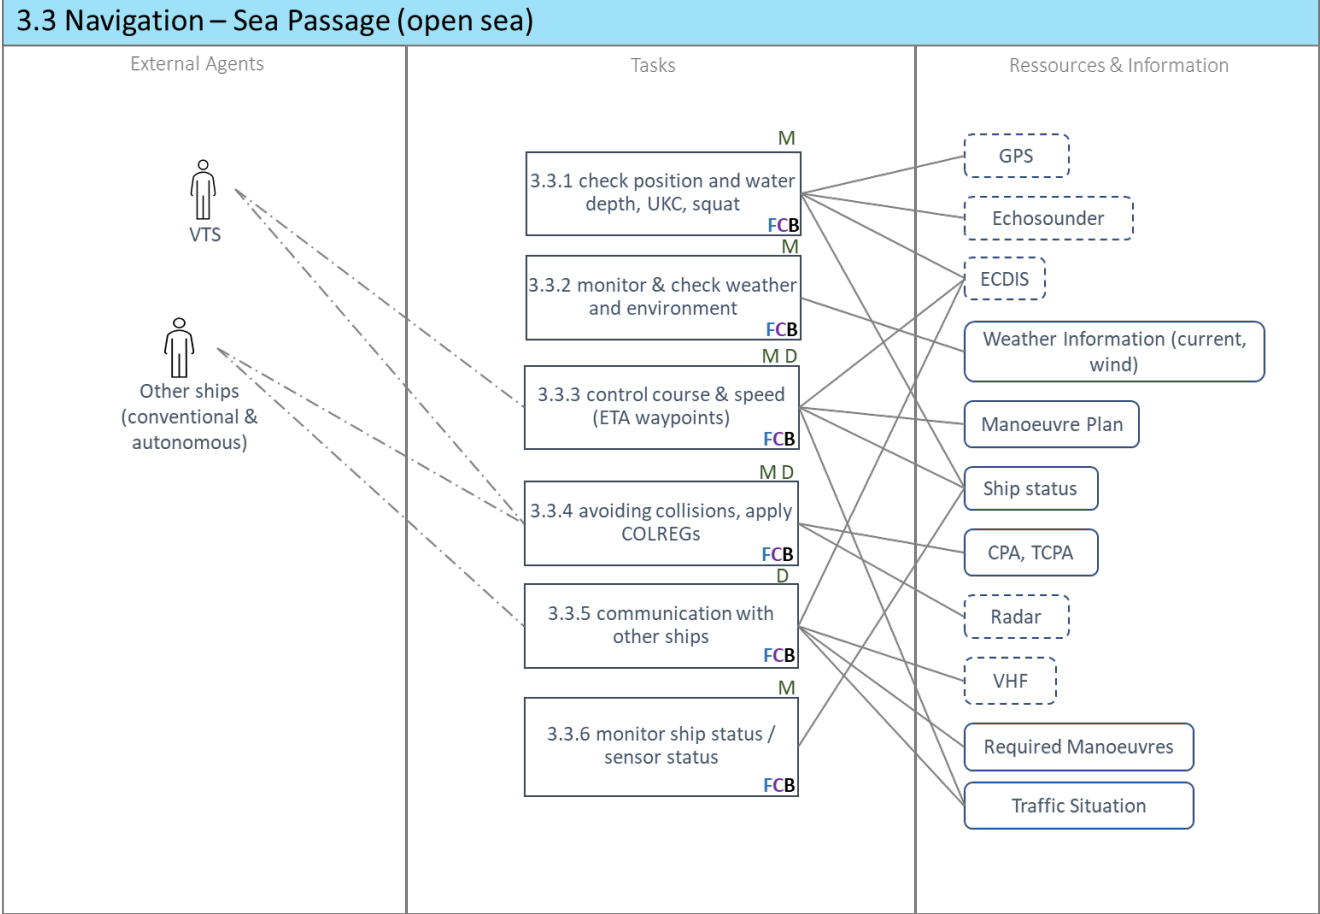 3.3 Navigation – Sea Passage (open sea)
External Agents
VTS
Other ships
(conventional &
autonomous)
Tasks
M
3.3.1 check position and water
depth, UKC, squat
FCB
M
3.3.2 monitor & check weather
and environment
FCB
M D
3.3.3 control course & speed
(ETA waypoints)
FCB
M D
3.3.4 avoiding collisions, apply
COLREGs
FCB
D
3.3.5 communication with
other ships
FCB
M
3.3.6 monitor ship status /
sensor status
FCB
Ressources & Information
GPS
Echosounder
ECDIS
Weather Information (current,
wind)
Manoeuvre Plan
Ship status
CPA, TCPA
Radar
VHF
Required Manoeuvres
Traffic Situation